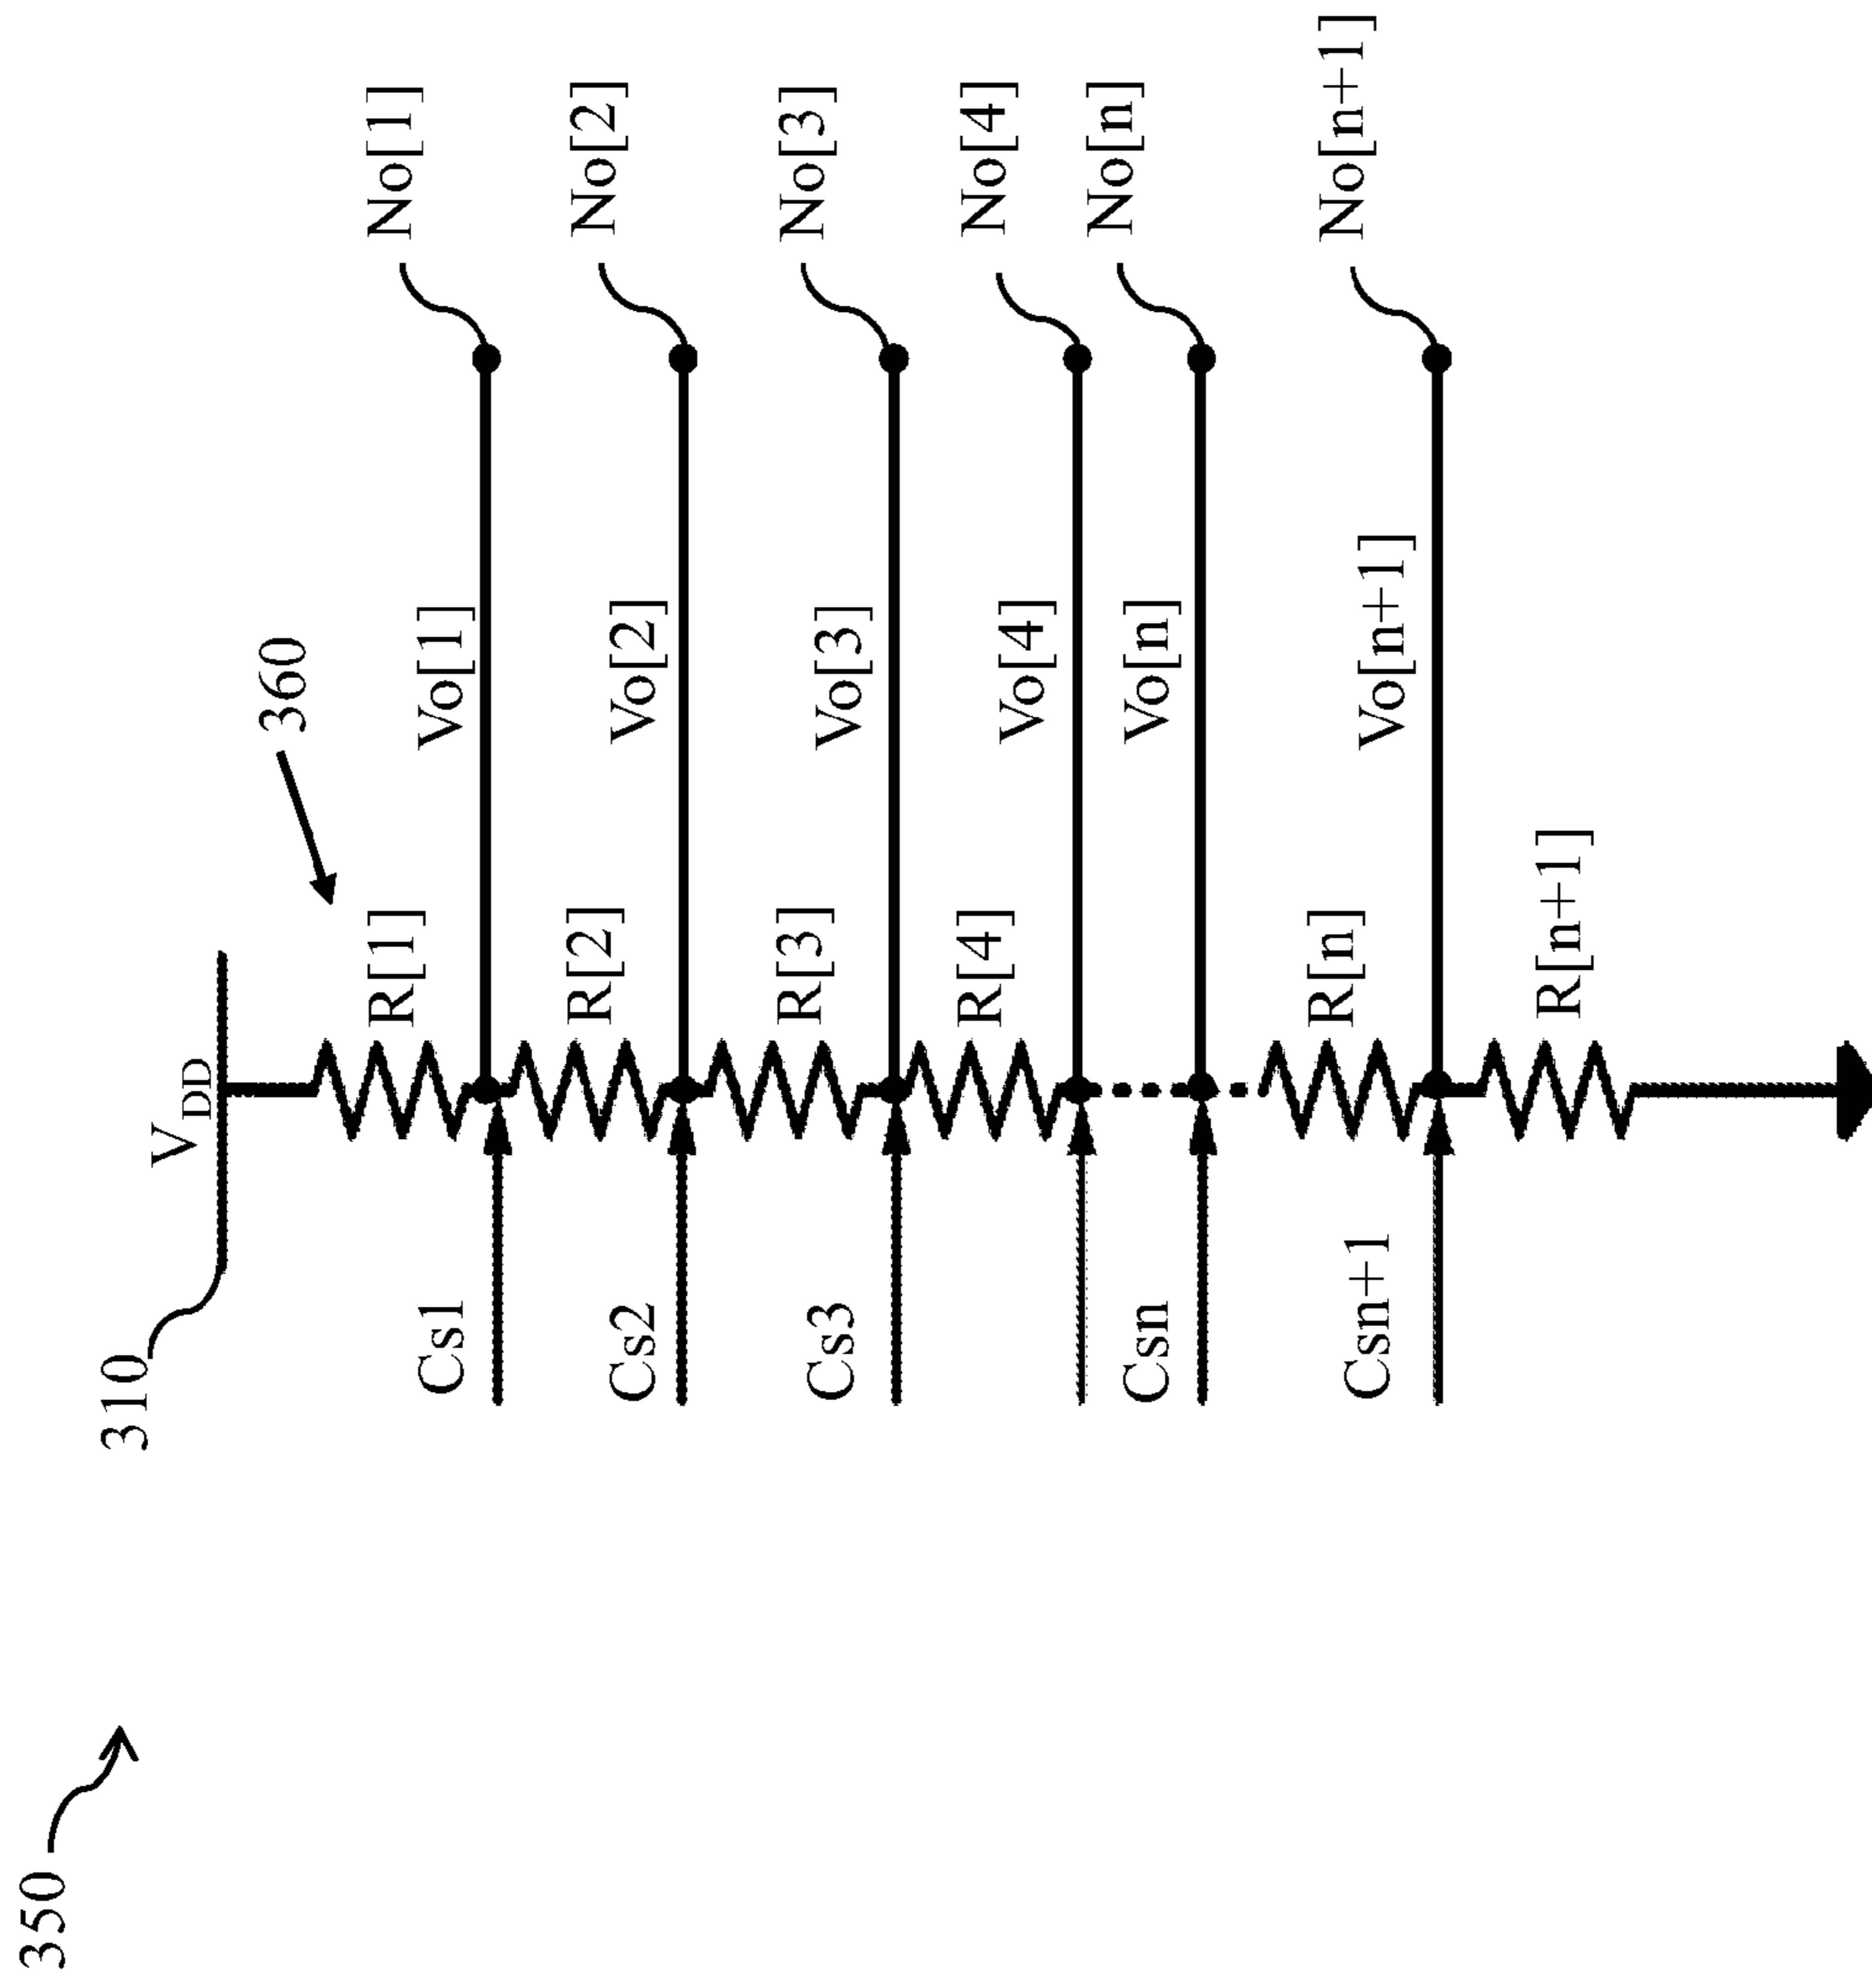 350
310
VDD
360
R[1]
Vo[1]
No[1]
Cs1
R[2]
Vo[2]
No[2]
Cs2
R[3]
Vo[3]
No[3]
Cs3
R[4]
Vo[4]
No[4]
Csn
Vo[n]
No[n]
R[n]
Csn+1
Vo[n+1]
No[n+1]
R[n+1]